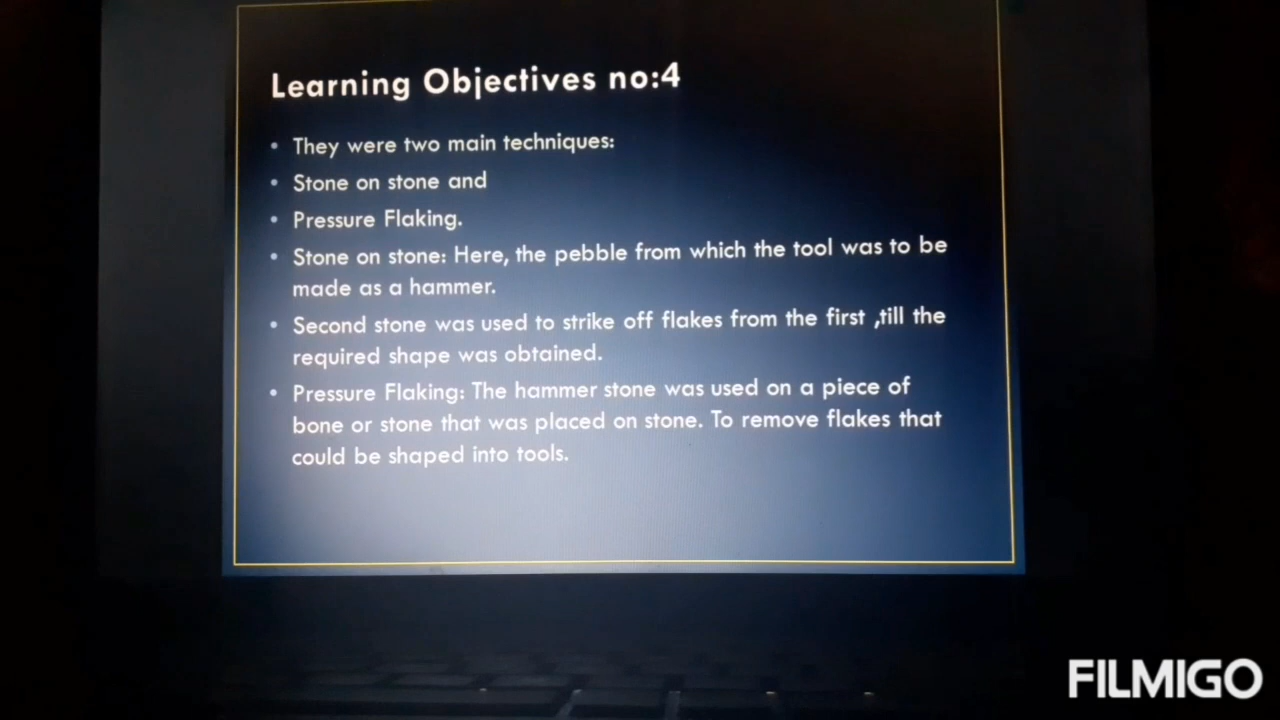 Learning Objectives no:4
• They were two main techniques:
• Stone on stone and
• Pressure Flaking.
• Stone on stone: Here, the pebble from which the tool was to be
made as a hammer.
• Second stone was used to strike off flakes from the first ,till the
required shape was obtained.
• Pressure Flaking: The hammer stone was used on a piece of
bone or stone that was placed on stone. To remove flakes that
could be shaped into tools.
FILMIGO